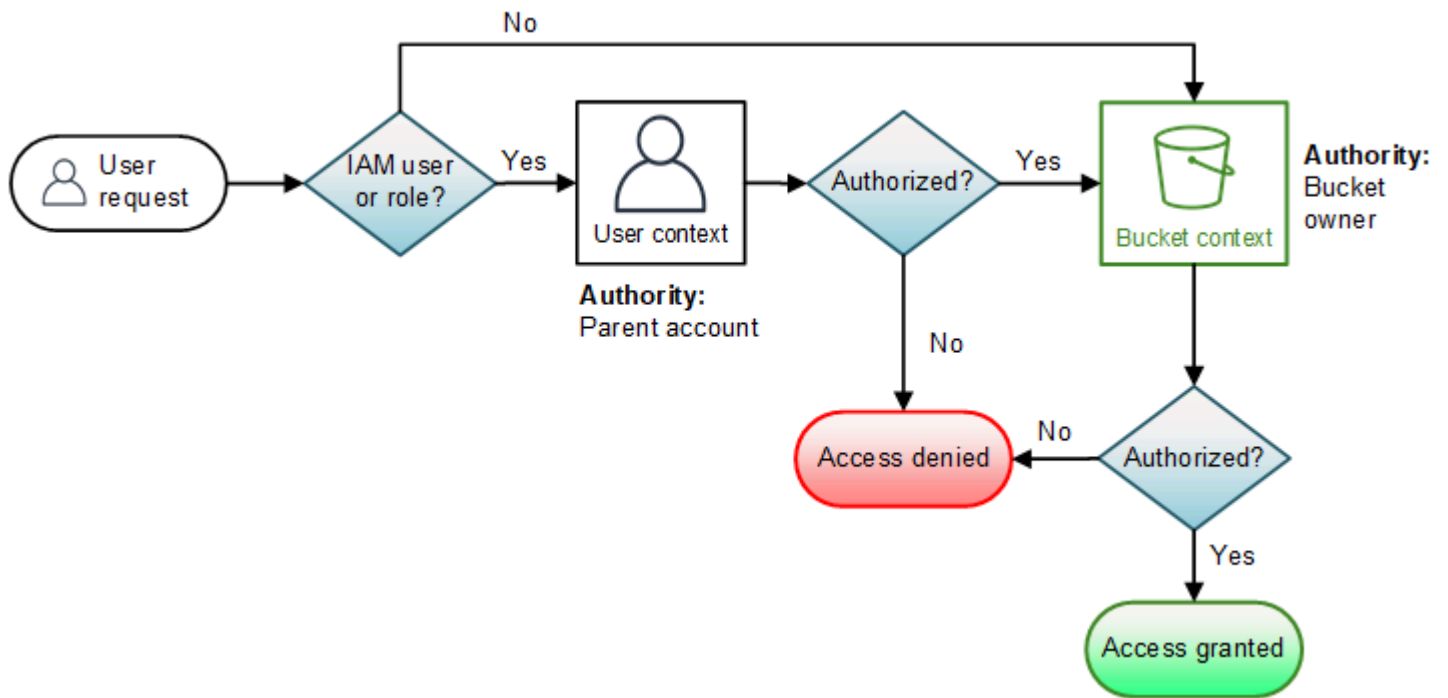 No
User
request
IAM user
or role?
Yes
User context
Authority:
Parent account
Authorized?
Yes
No
Bucket context
Authority:
Bucket
owner
Access denied
No
Authorized?
Yes
Access granted